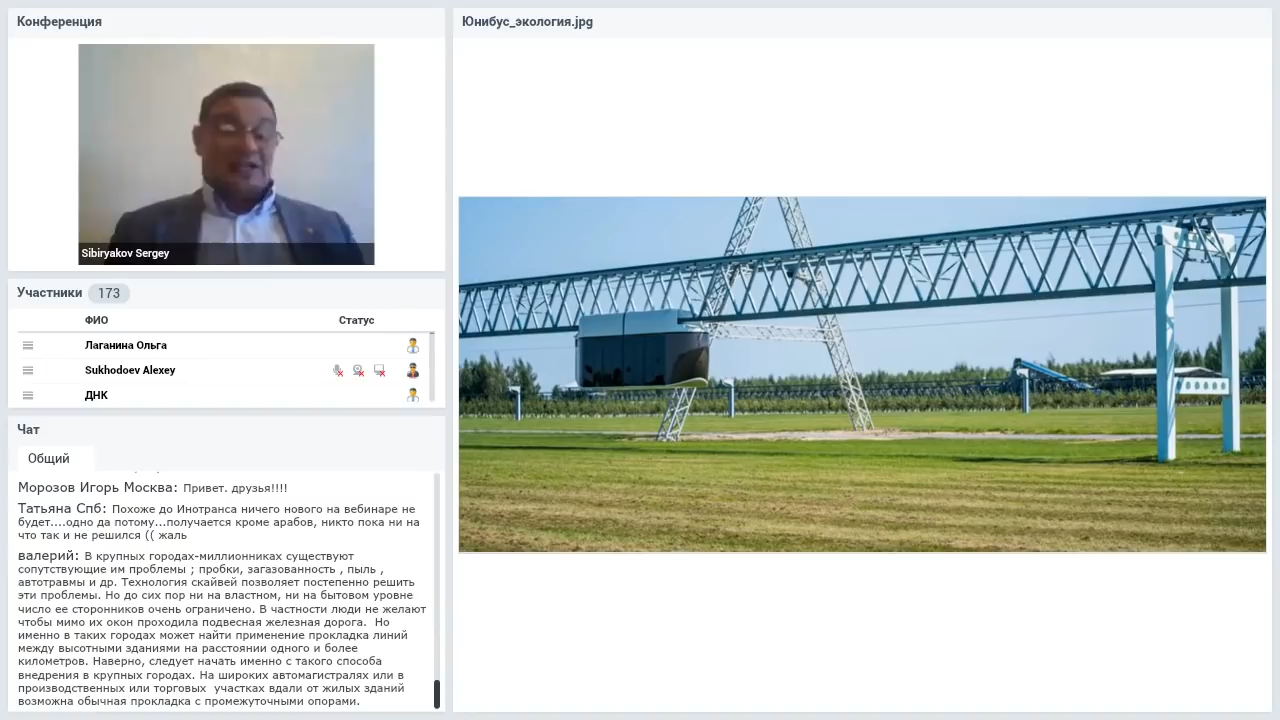 Конференция
Sibiryakov Sergey
Участники 173
ФИО Статус
Лаганина Ольга
Sukhodoev Alexey
ДНК
Чат
Общий
Морозов Игорь Москва: Привет. друзья!!!!
Татьяна Спб: Похоже до Инотранса ничего нового на вебинаре не
будет....одно да потому...получается кроме арабов, никто пока ни на
что так и не решился (( жаль
валерий: В крупных городах-миллионниках существуют
сопутствующие им проблемы ; пробки, загазованность , пыль ,
автотравмы и др. Технология скайвей позволяет постепенно решить
эти проблемы. Но до сих пор ни на властном, ни на бытовом уровне
число ее сторонников очень ограничено. В частности люди не желают
чтобы мимо их окон проходила подвесная железная дорога.  Но
именно в таких городах может найти применение прокладка линий
между высотными зданиями на расстоянии одного и более
километров. Наверно, следует начать именно с такого способа
внедрения в крупных городах. На широких автомагистралях или в
производственных или торговых  участках вдали от жилых зданий
возможна обычная прокладка с промежуточными опорами.
Юнибус_экология.jpg